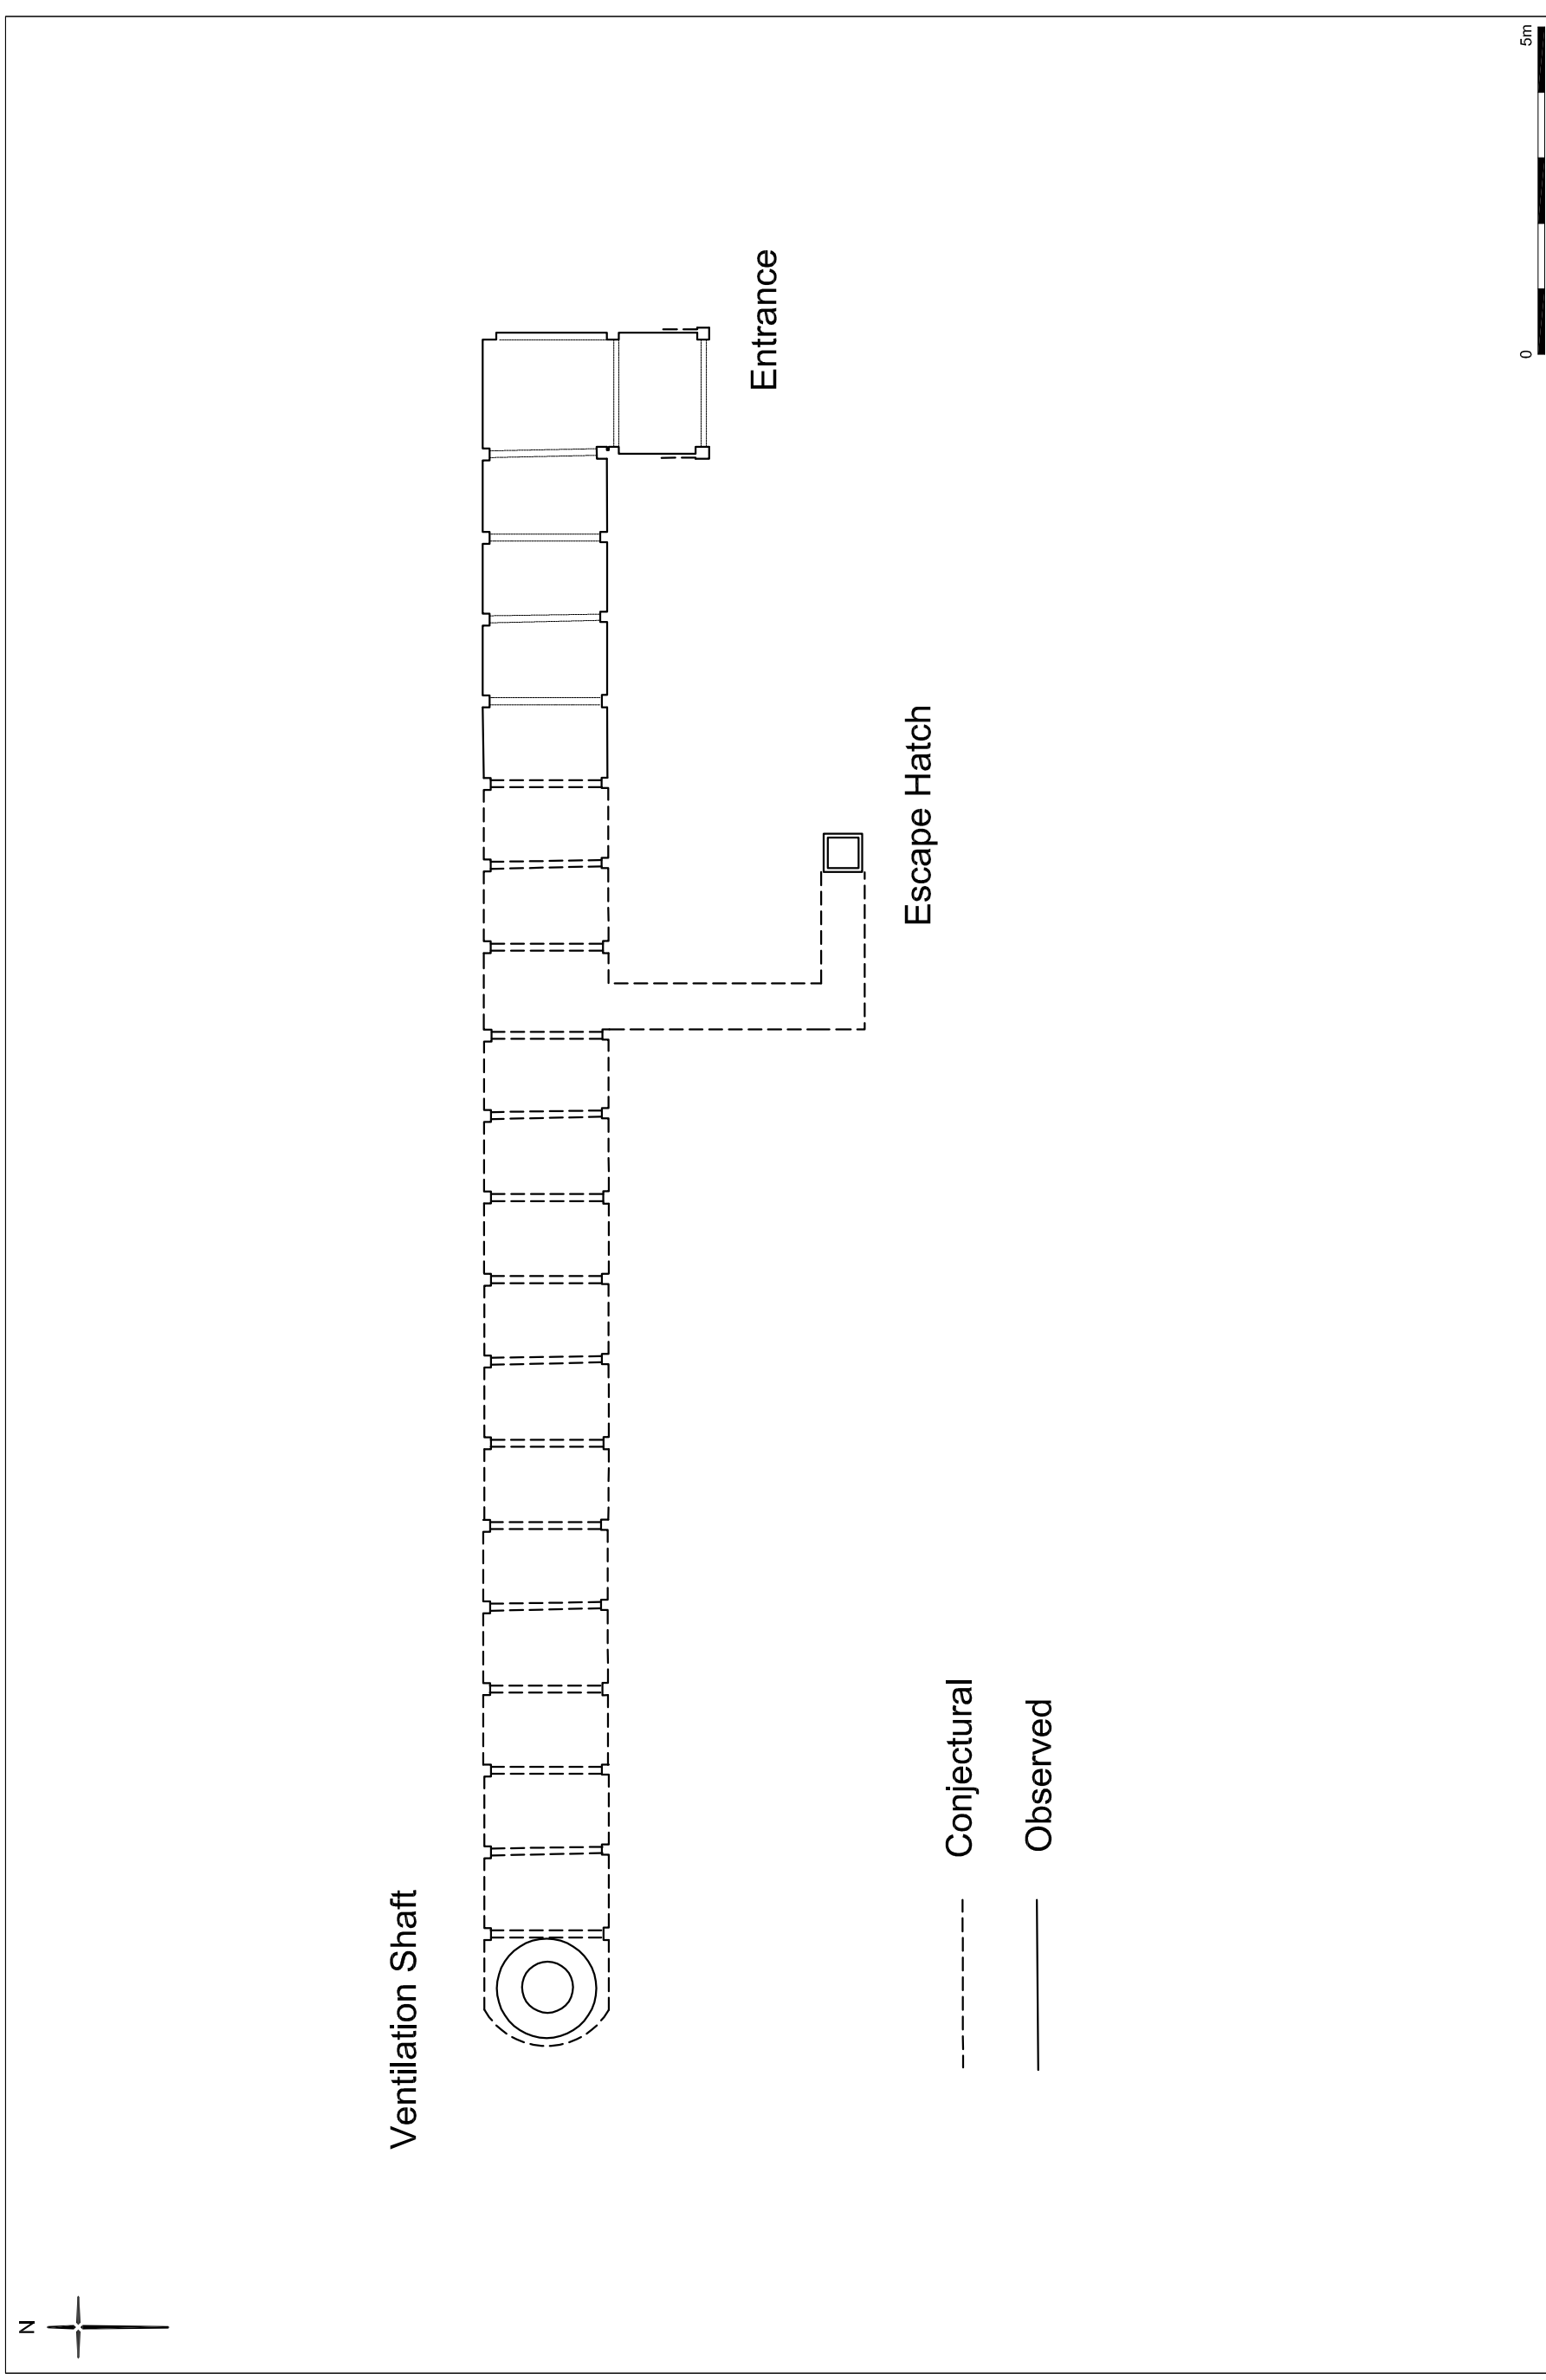 N
Ventilation Shaft
Entrance
Escape Hatch
Conjectural
Observed
0
5m